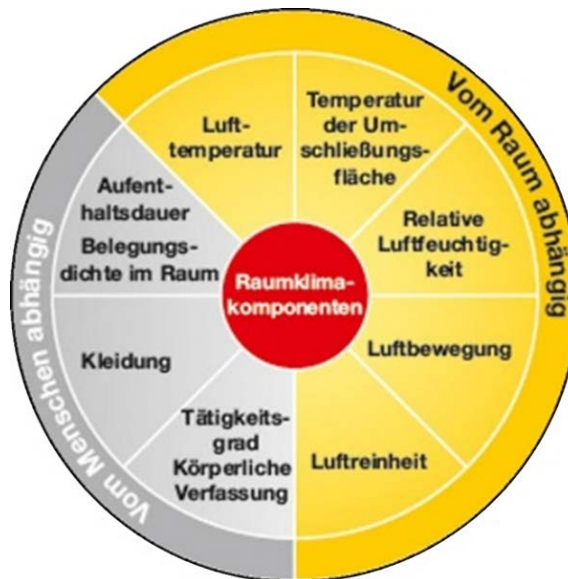 Vom Raum abhängig
Luft-
temperatur
Temperatur
der Um-
schließungs-
fläche
Relative
Luftfeuchtig-
keit
Luftbewegung
Luftreinheit
Tätigkeits-
grad
Körperliche
Verfassung
Kleidung
Aufent-
haltsdauer
Belegungs-
dichte im Raum
Vom Menschen abhängig
Raumklima-
komponenten